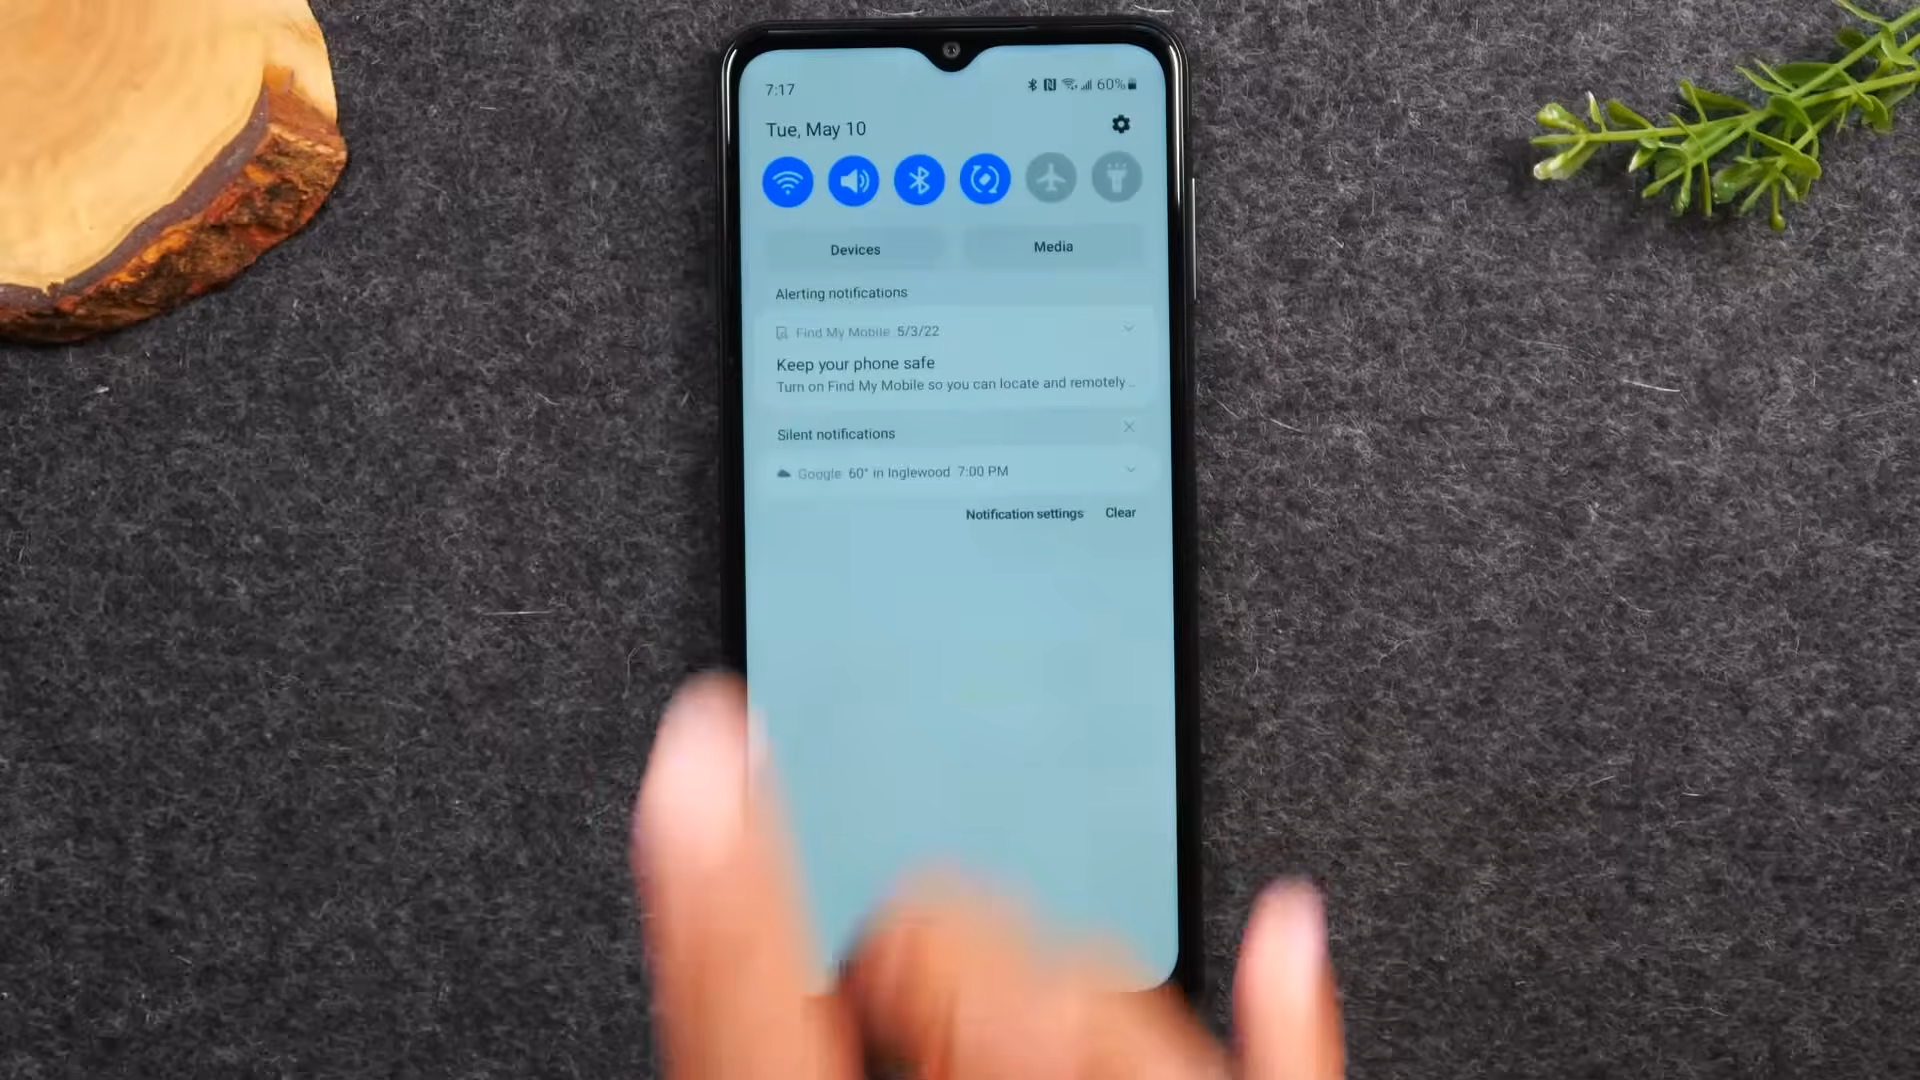 7:17
60%
Tue, May 10
Devices
Media
Alerting notifications
Find My Mobile 5/3/22
Keep your phone safe
Turn on Find My Mobile so you can locate and remotely...
Silent notifications
Google 60° in Inglewood 7:00 PM
Notification settings
Clear